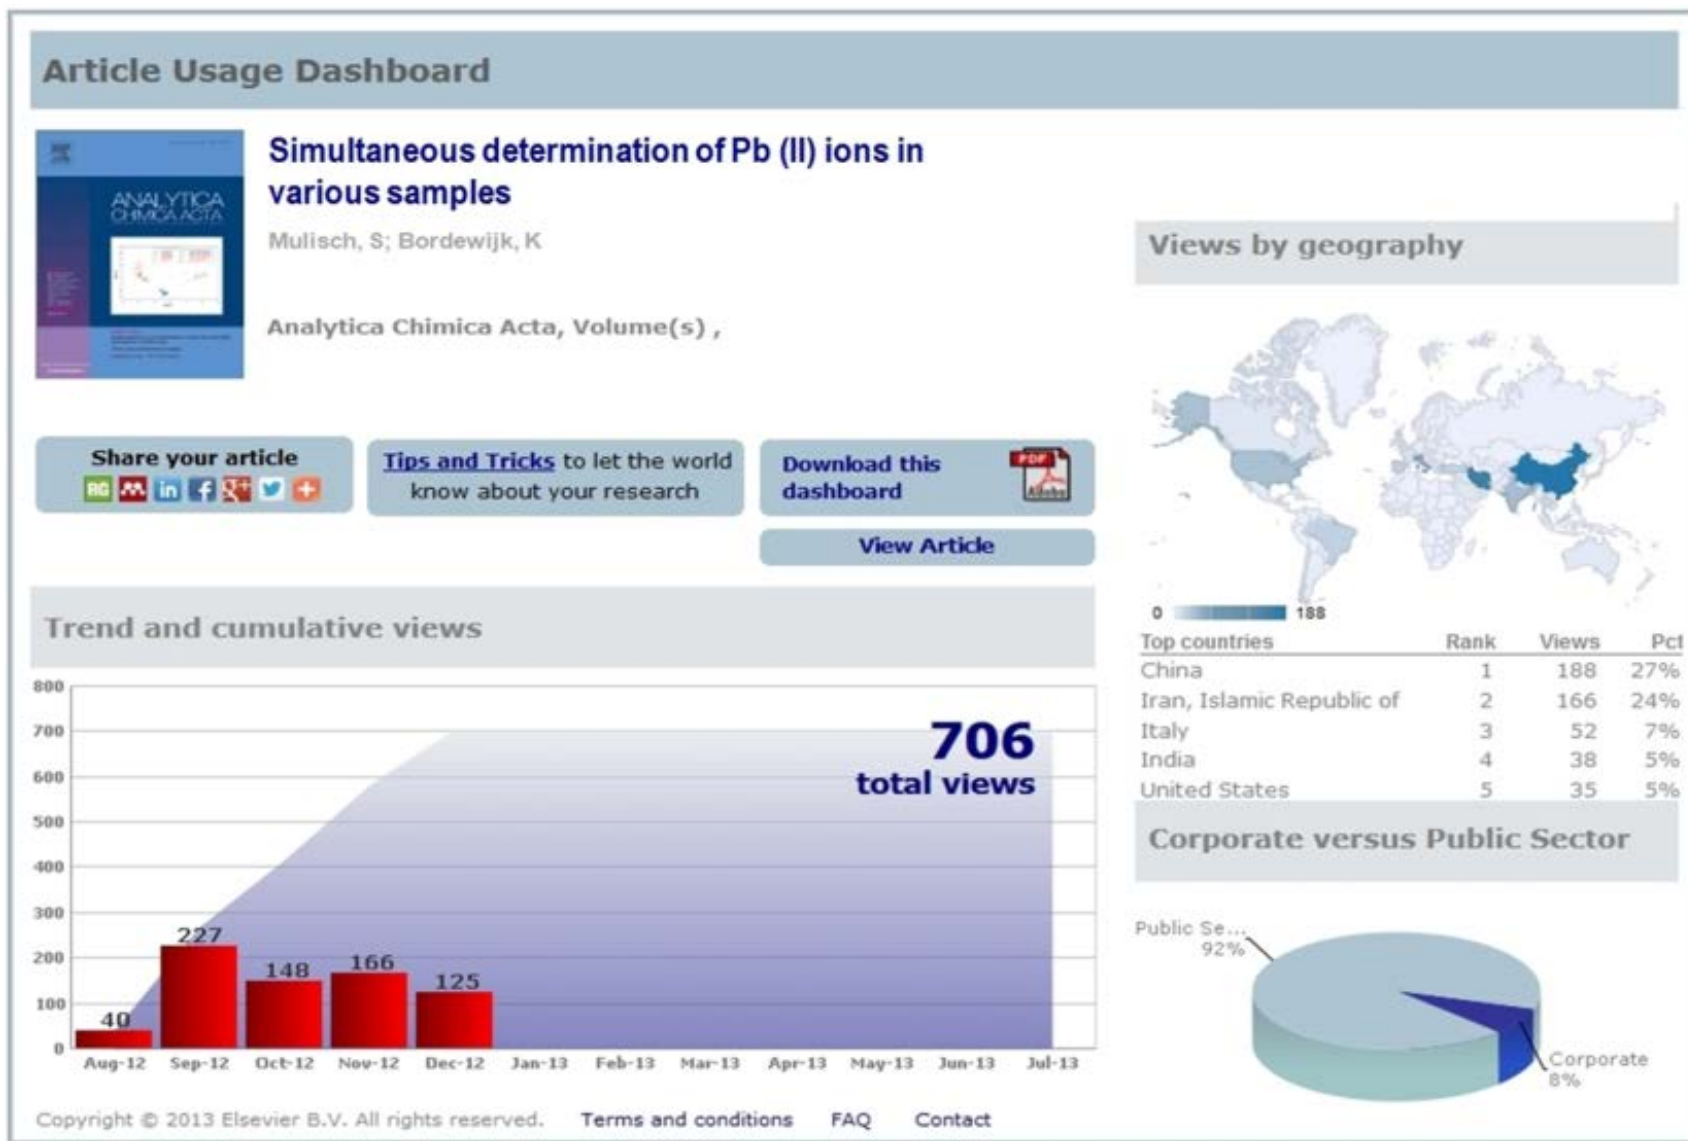 Article Usage Dashboard
ANALYTICA
CHIMICA ACTA
Simultaneous determination of Pb (II) ions in
various samples
Mulisch, S; Bordewijk, K
Analytica Chimica Acta, Volume(s) ,
Share your article
RG in f g+ +
Tips and Tricks to let the world
know about your research
Download this
dashboard
PDF
Adobe
View Article
Trend and cumulative views
800
700
600
500
400
300
200
100
0
706
total views
40
227
148
166
125
Aug-12 Sep-12 Oct-12 Nov-12 Dec-12 Jan-13 Feb-13 Mar-13 Apr-13 May-13 Jun-13 Jul-13
Views by geography
0 188
Top countries Rank Views Pct
China 1 188 27%
Iran, Islamic Republic of 2 166 24%
Italy 3 52 7%
India 4 38 5%
United States 5 35 5%
Corporate versus Public Sector
Public Se...
92%
Corporate
8%
Copyright © 2013 Elsevier B.V. All rights reserved. Terms and conditions FAQ Contact